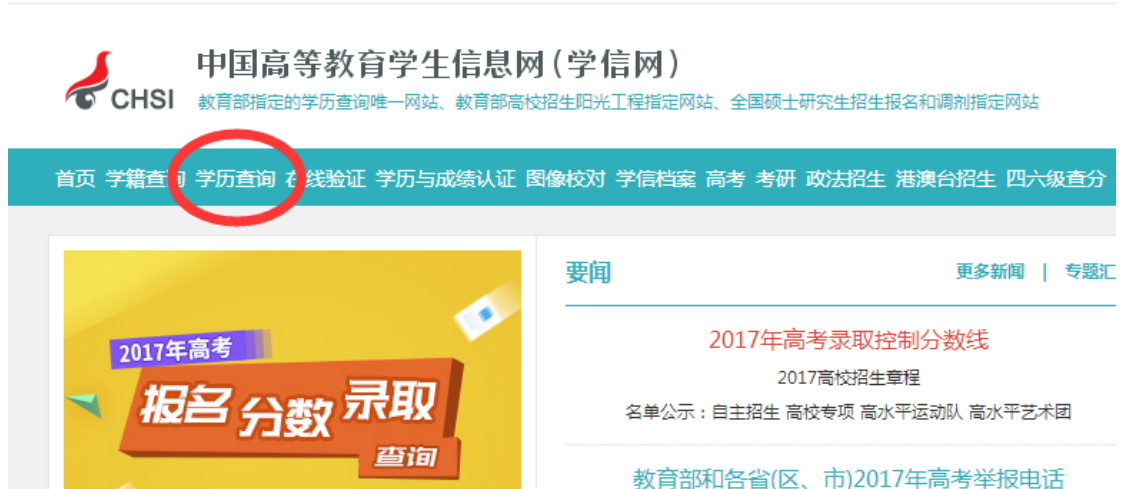 中国高等教育学生信息网(学信网)
CHSI
教育部指定的学历查询唯一网站、教育部高校招生阳光工程指定网站、全国硕士研究生招生报名和调剂指定网站
首页 学籍查询 学历查询 在线验证 学历与成绩认证 图像校对 学信档案 高考 考研 政法招生 港澳台招生 四六级查分
2017年高考
报名 分数 录取
查询
要闻
更多新闻 | 专题汇
2017年高考录取控制分数线
2017高校招生章程
名单公示：自主招生 高校专项 高水平运动队 高水平艺术团
教育部和各省(区、市)2017年高考举报电话